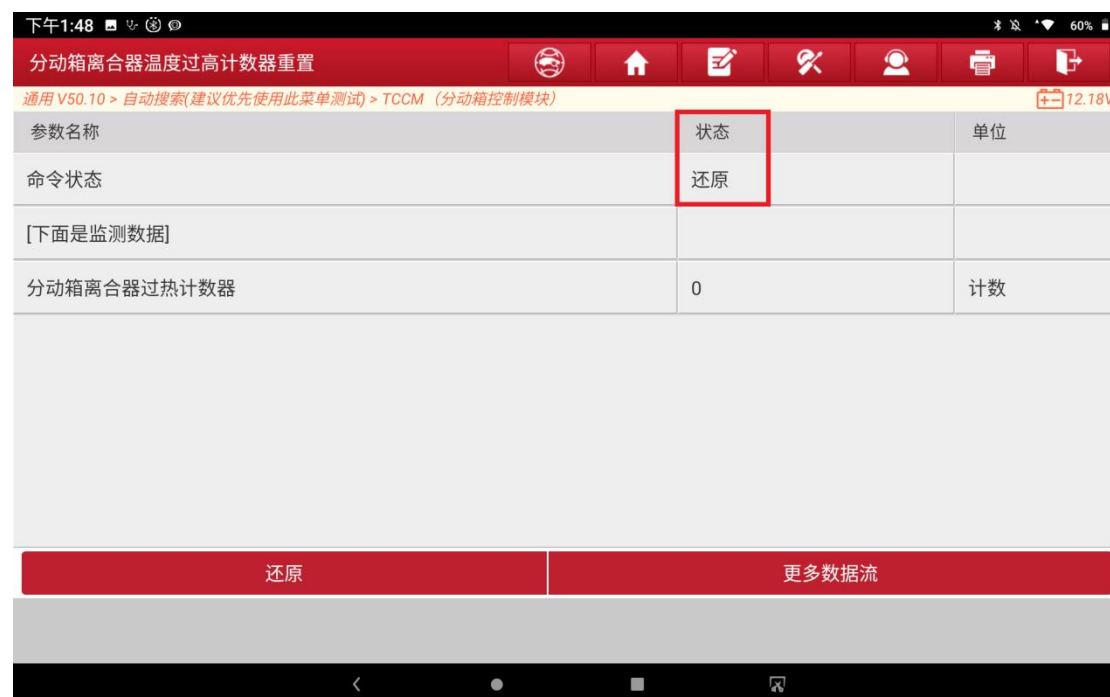 下午1:48 60%
分动箱离合器温度过高计数器重置
通用 V50.10 > 自动搜索(建议优先使用此菜单测试) > TCCM（分动箱控制模块） 12.18V
参数名称 状态 单位
命令状态 还原
[下面是监测数据]
分动箱离合器过热计数器 0 计数
还原 更多数据流